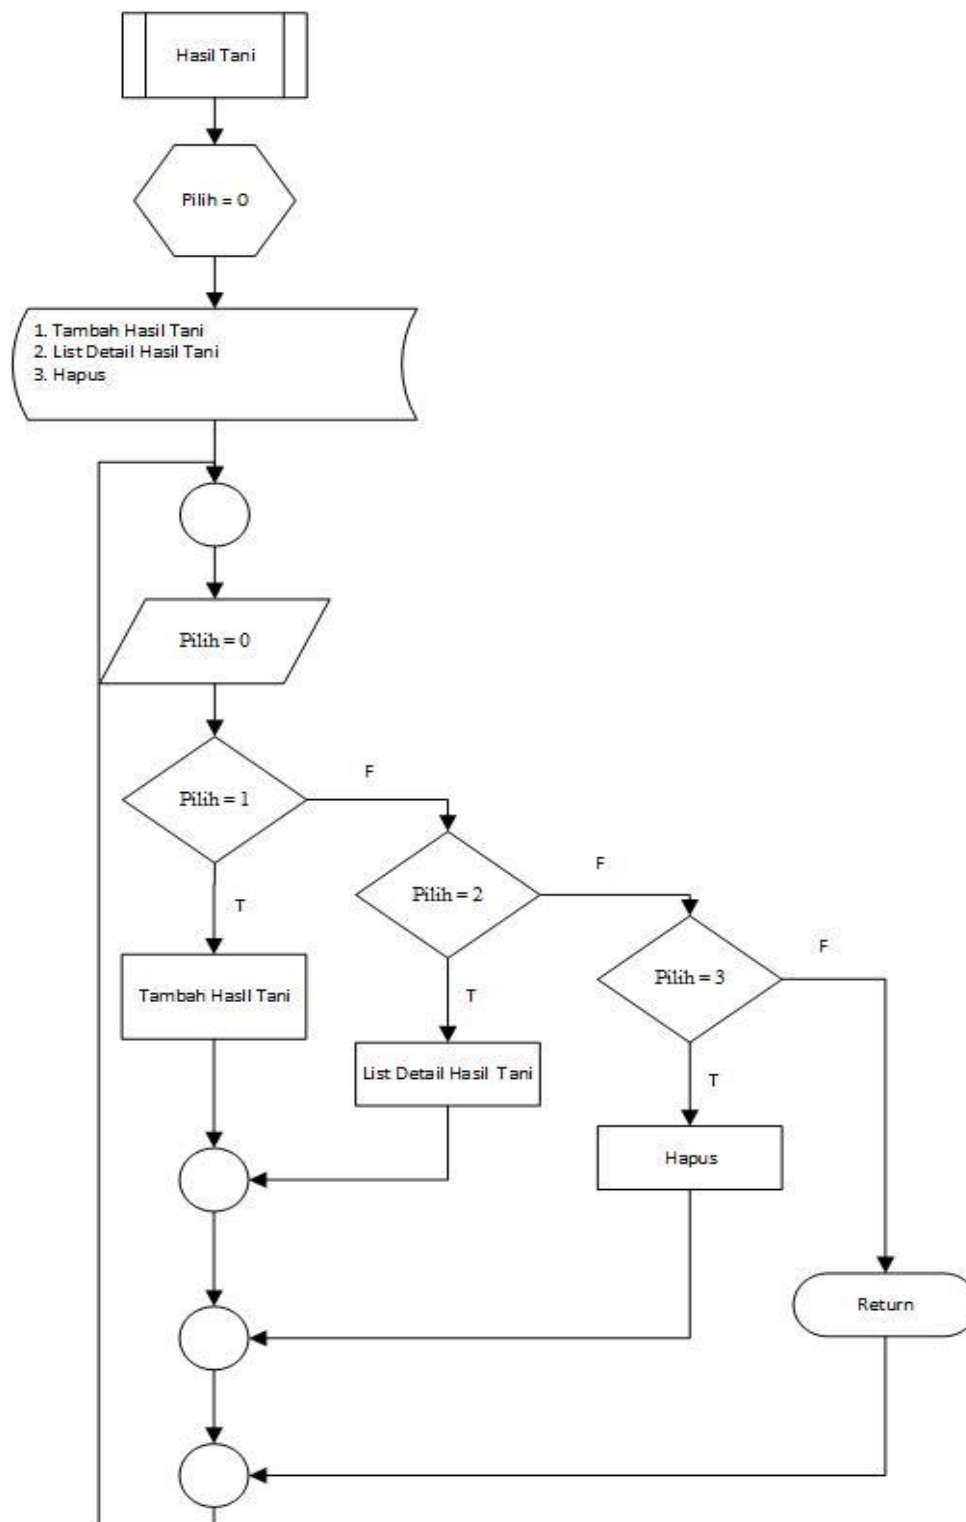 Hasil Tani
Pilih = 0
1. Tambah Hasil Tani
2. List Detail Hasil Tani
3. Hapus
Pilih = 0
Pilih = 1
F
T
Pilih = 2
F
T
Pilih = 3
F
T
Tambah Hasil Tani
List Detail Hasil Tani
Hapus
Return